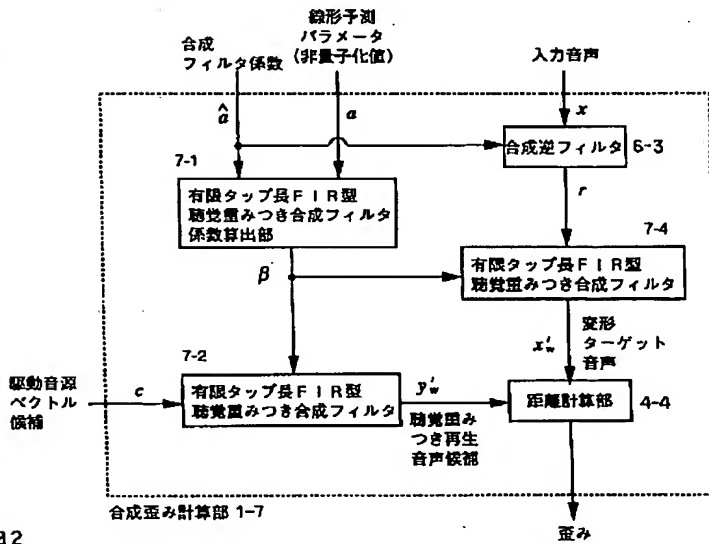 合成
フィルタ係数
線形予測
パラメータ
(非量子化値)
入力音声
â
a
x
7-1
合成逆フィルタ
6-3
有限タップ長FIR型
聴覚重みつき合成フィルタ
係数算出部
r
7-4
β
有限タップ長FIR型
聴覚重みつき合成フィルタ
7-2
x'w
変形
ターゲット
音声
駆動音源
ベクトル
候補
c
有限タップ長FIR型
聴覚重みつき合成フィルタ
y'w
距離計算部
4-4
聴覚重み
つき再生
音声候補
合成歪み計算部 1-7
歪み